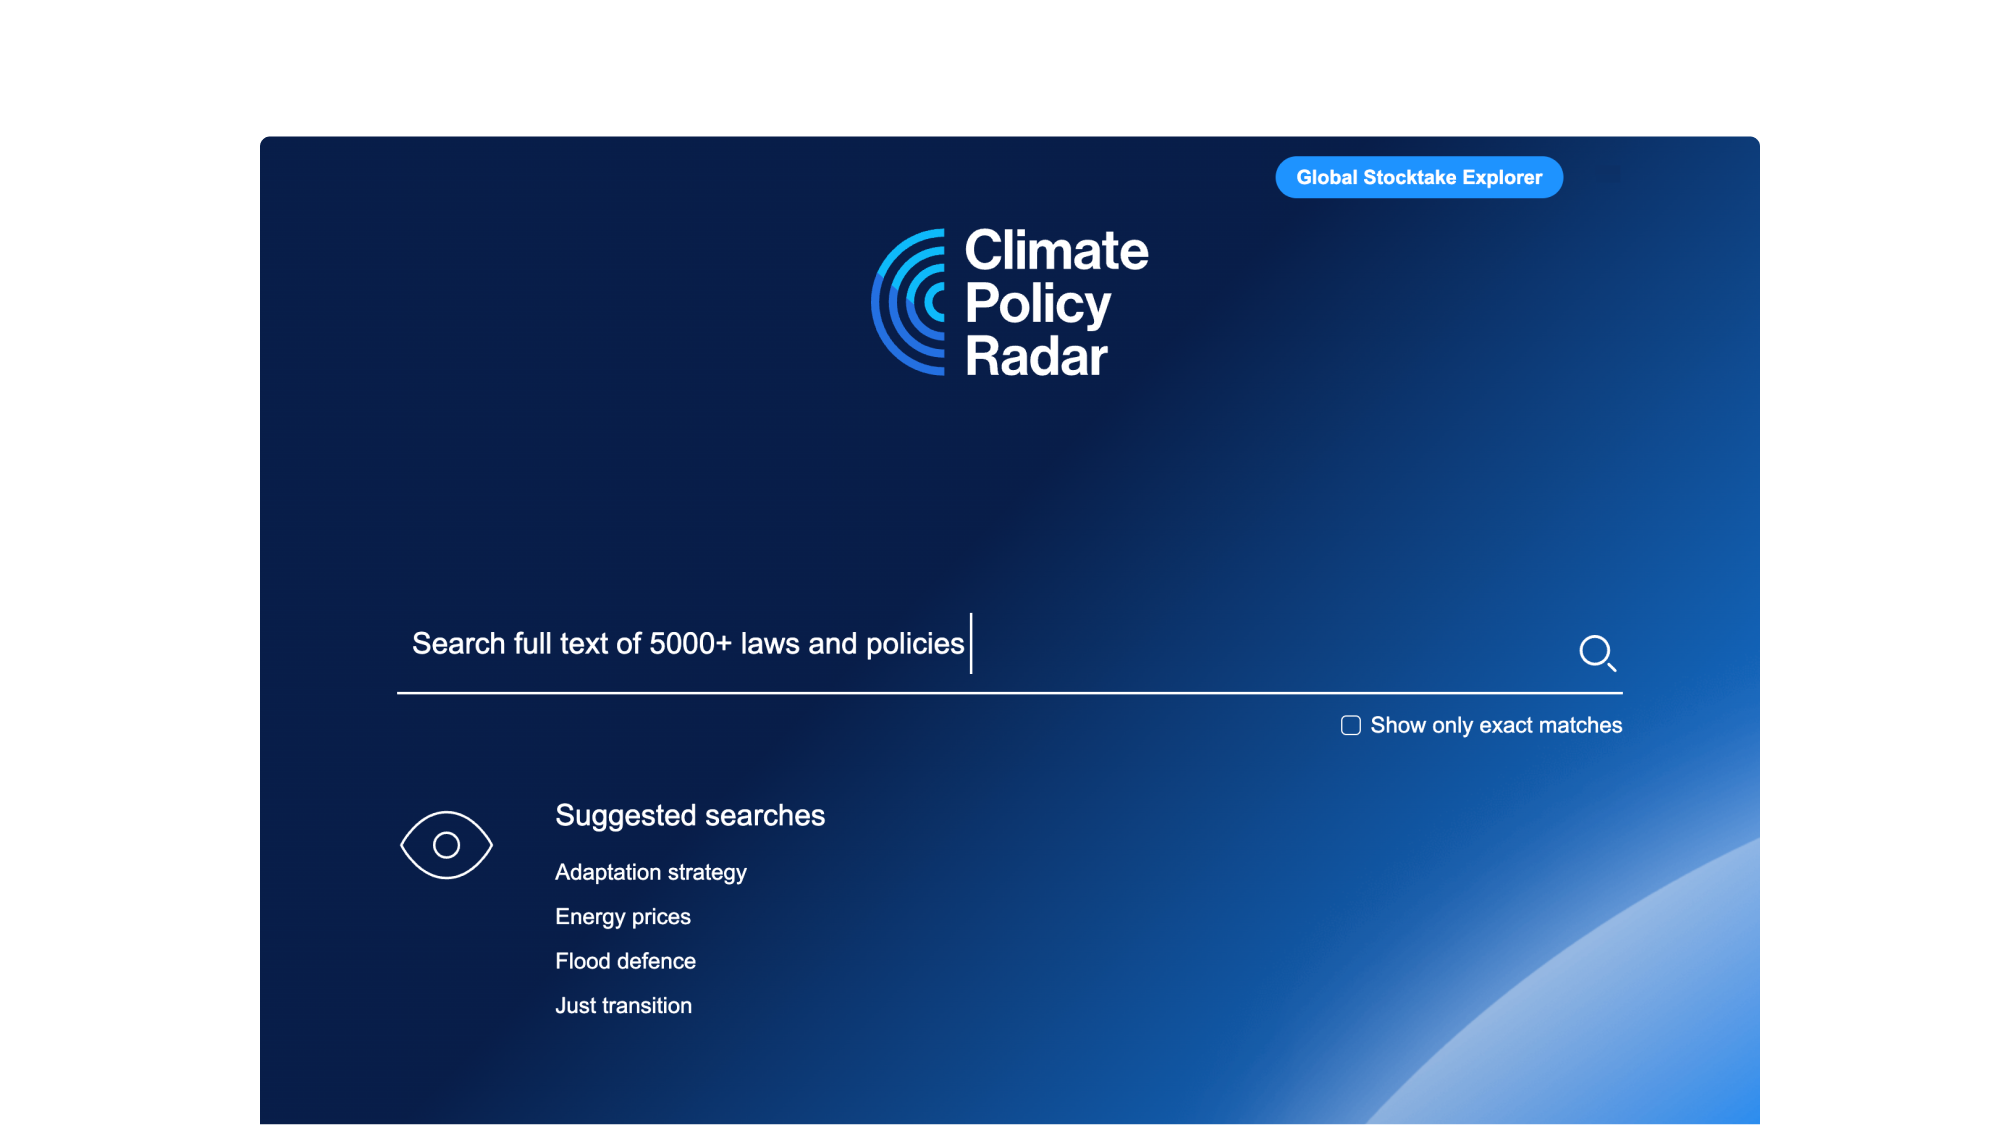 Global Stocktake Explorer
Climate
Policy
Radar
Search full text of 5000+ laws and policies
Show only exact matches
Suggested searches
Adaptation strategy
Energy prices
Flood defence
Just transition